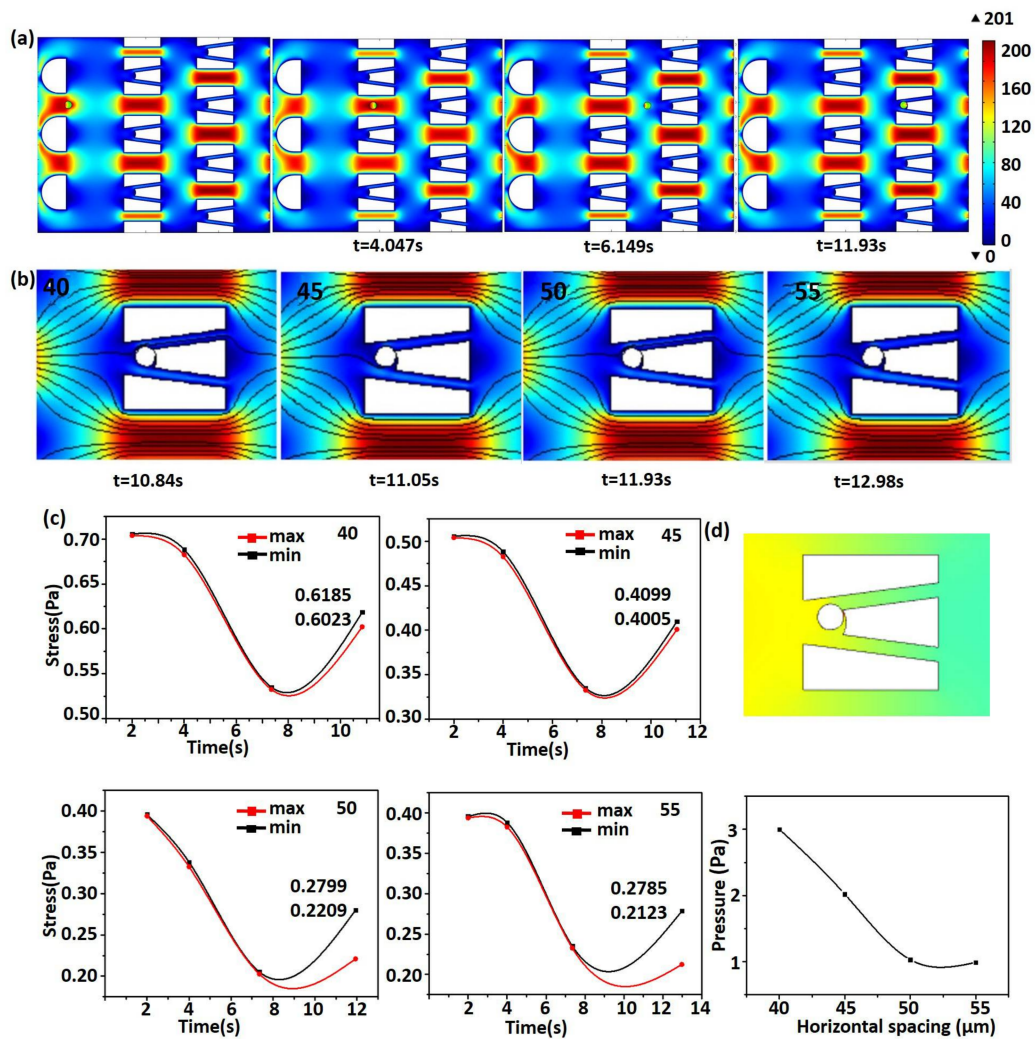 (a)
▲ 201
200
160
120
80
40
0
▼ 0
t=4.047s
t=6.149s
t=11.93s
(b)
40
45
50
55
t=10.84s
t=11.05s
t=11.93s
t=12.98s
(c)
max 40
min
0.6185
0.6023
0.70
0.65
0.60
0.55
0.50
Stress(Pa)
2 4 6 8 10
Time(s)
max 45
min
0.4099
0.4005
0.50
0.45
0.40
0.35
0.30
2 4 6 8 10 12
Time(s)
(d)
max 50
min
0.2799
0.2209
0.40
0.35
0.30
0.25
0.20
Stress(Pa)
2 4 6 8 10 12
Time(s)
max 55
min
0.2785
0.2123
0.40
0.35
0.30
0.25
0.20
2 4 6 8 10 12 14
Time(s)
3
2
1
Pressure (Pa)
40 45 50 55
Horizontal spacing (μm)